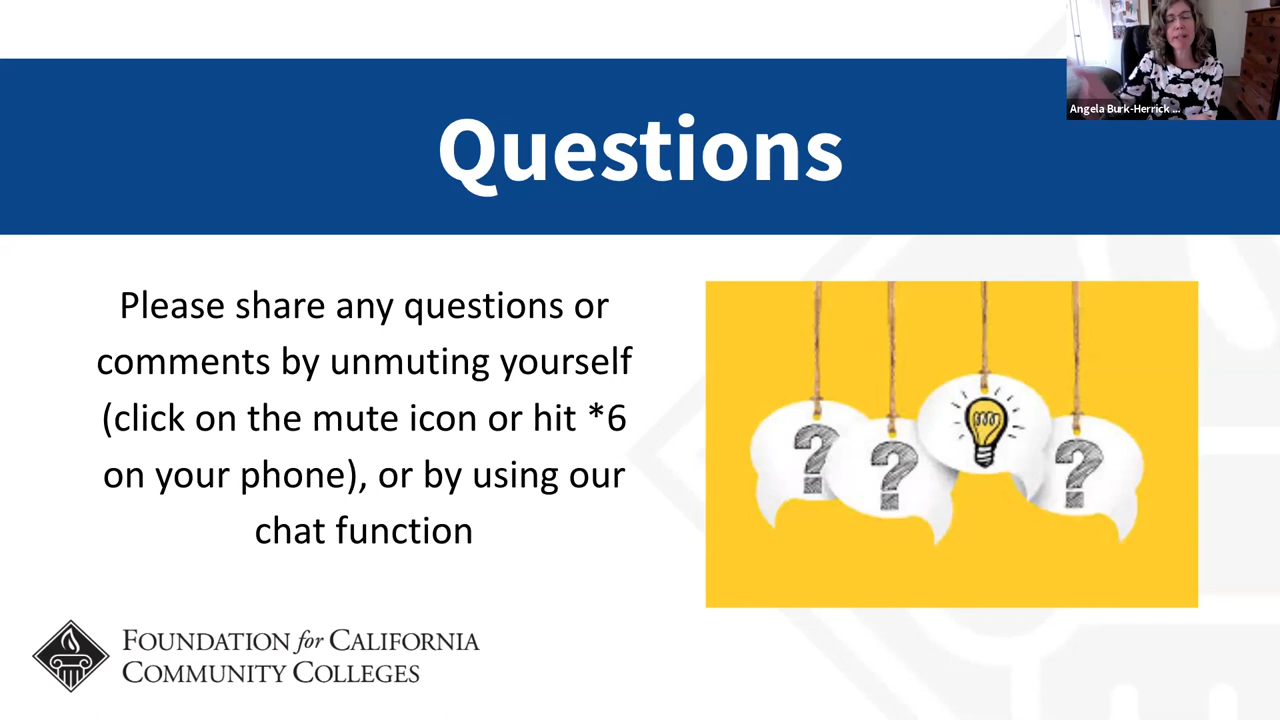 Angela Burk-Herrick ...
Questions
Please share any questions or
comments by unmuting yourself
(click on the mute icon or hit *6
on your phone), or by using our
chat function
? ? ?
FOUNDATION for CALIFORNIA
COMMUNITY COLLEGES